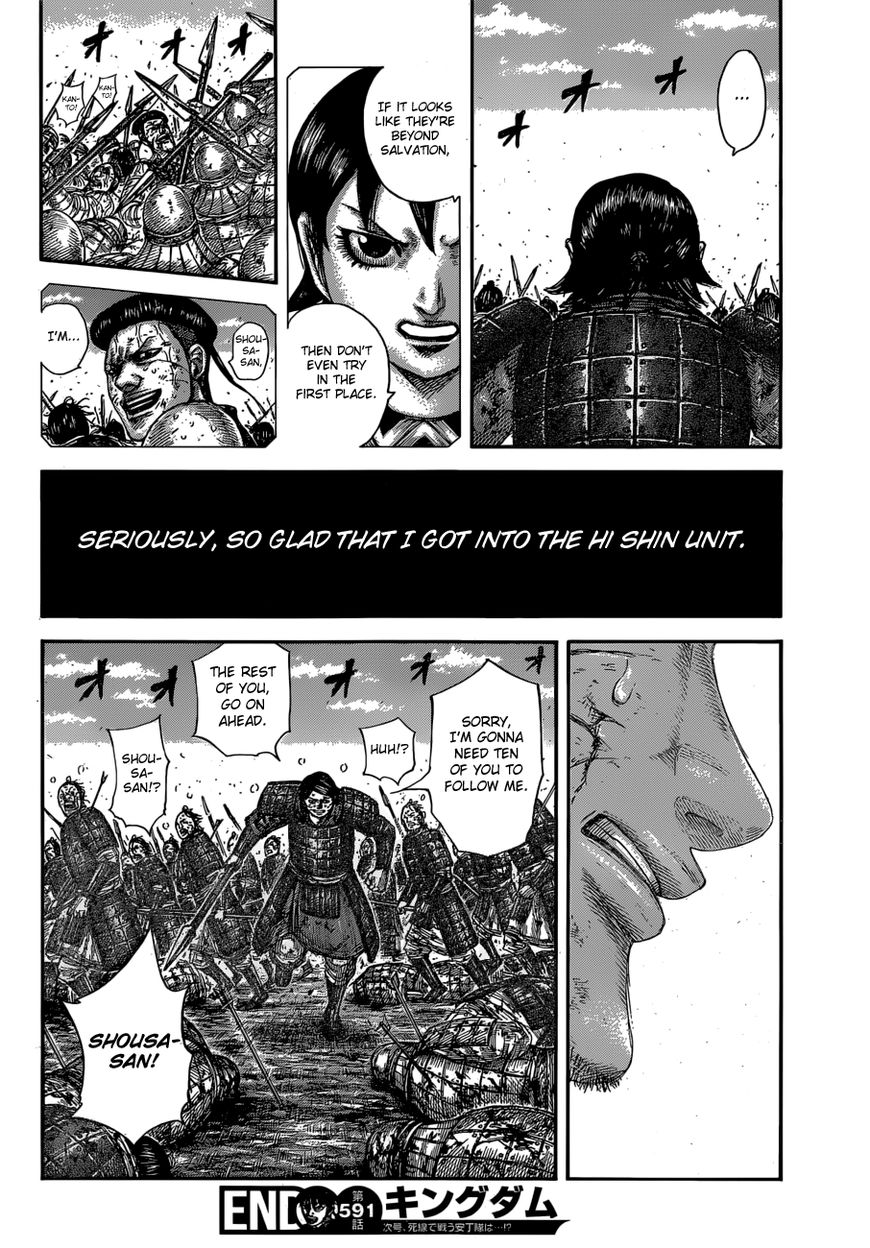 ...
オ
オ
オ
IF IT LOOKS
LIKE THEY'RE
BEYOND
SALVATION,
THEN DON'T
EVEN TRY
IN THE
FIRST PLACE.
オ
オ
オ
KAN-
TO!
KAN-
TO!
SHOU-
SA-
SAN,
I'M...
SERIOUSLY, SO GLAD THAT I GOT INTO THE HI SHIN UNIT.
オ
オ
オ
オ
オ
SORRY,
I'M GONNA
NEED TEN
OF YOU TO
FOLLOW ME.
HUH!?
THE REST
OF YOU,
GO ON
AHEAD.
SHOU-
SA-
SAN!?
SHOUSA-
SAN!
END
第
591
話
キングダム
次号、死線で戦う安丁隊は…!?